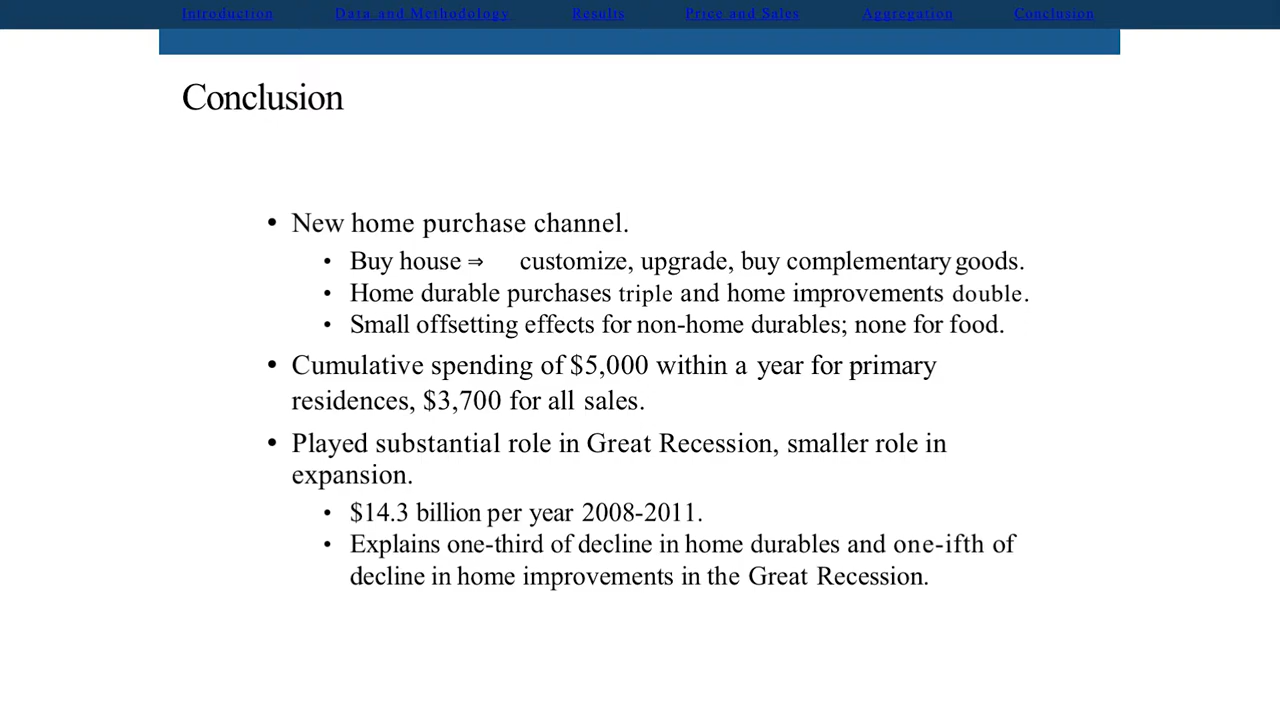 Introduction Data and Methodology Results Price and Sales Aggregation Conclusion
Conclusion
• New home purchase channel.
• Buy house ⇒ customize, upgrade, buy complementary goods.
• Home durable purchases triple and home improvements double.
• Small offsetting effects for non-home durables; none for food.
• Cumulative spending of $5,000 within a year for primary
residences, $3,700 for all sales.
• Played substantial role in Great Recession, smaller role in
expansion.
• $14.3 billion per year 2008-2011.
• Explains one-third of decline in home durables and one-ifth of
decline in home improvements in the Great Recession.